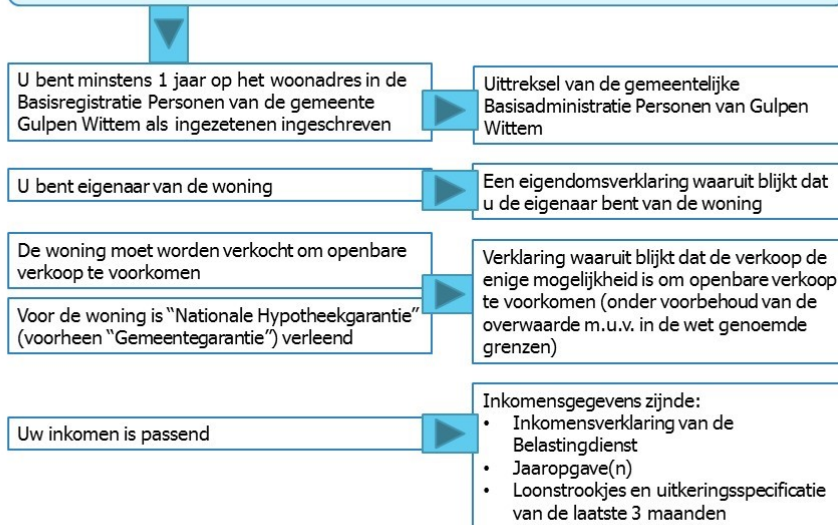 U bent minstens 1 jaar op het woonadres in de
Basisregistratie Personen van de gemeente
Gulpen Wittem als ingezetenen ingeschreven
Uittreksel van de gemeentelijke
Basisadministratie Personen van Gulpen
Wittem
U bent eigenaar van de woning
Een eigendomsverklaring waaruit blijkt dat
u de eigenaar bent van de woning
De woning moet worden verkocht om openbare
verkoop te voorkomen
Voor de woning is “Nationale Hypotheekgarantie”
(voorheen “Gemeentegarantie”) verleend
Verklaring waaruit blijkt dat de verkoop de
enige mogelijkheid is om openbare verkoop
te voorkomen (onder voorbehoud van de
overwaarde m.u.v. in de wet genoemde
grenzen)
Uw inkomen is passend
Inkomensgegevens zijnde:
• Inkomensverklaring van de
Belastingdienst
• Jaaropgave(n)
• Loonstrookjes en uitkeringsspecificatie
van de laatste 3 maanden